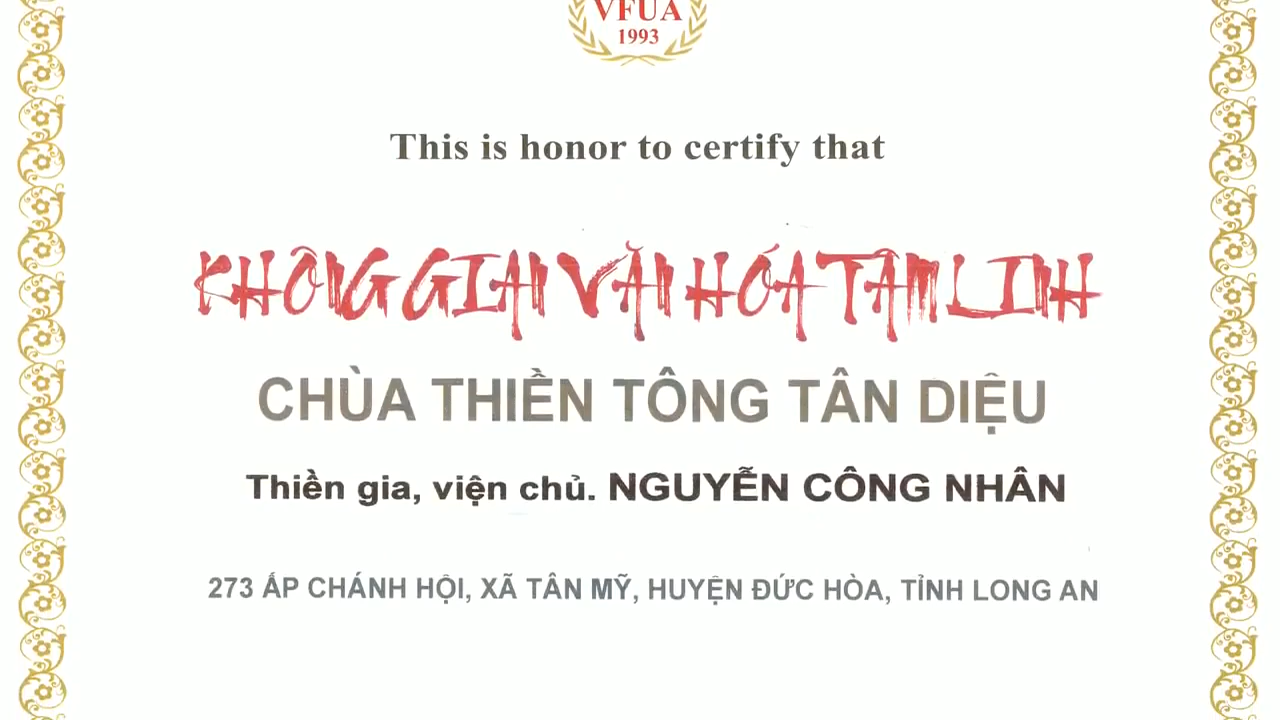 VFUA
1993
This is honor to certify that
KHÔNG GIAN VĂN HÓA TÂM LINH
CHÙA THIỀN TÔNG TÂN DIỆU
Thiền gia, viện chủ. NGUYỄN CÔNG NHÂN
273 ẤP CHÁNH HỘI, XÃ TÂN MỸ, HUYỆN ĐỨC HÒA, TỈNH LONG AN